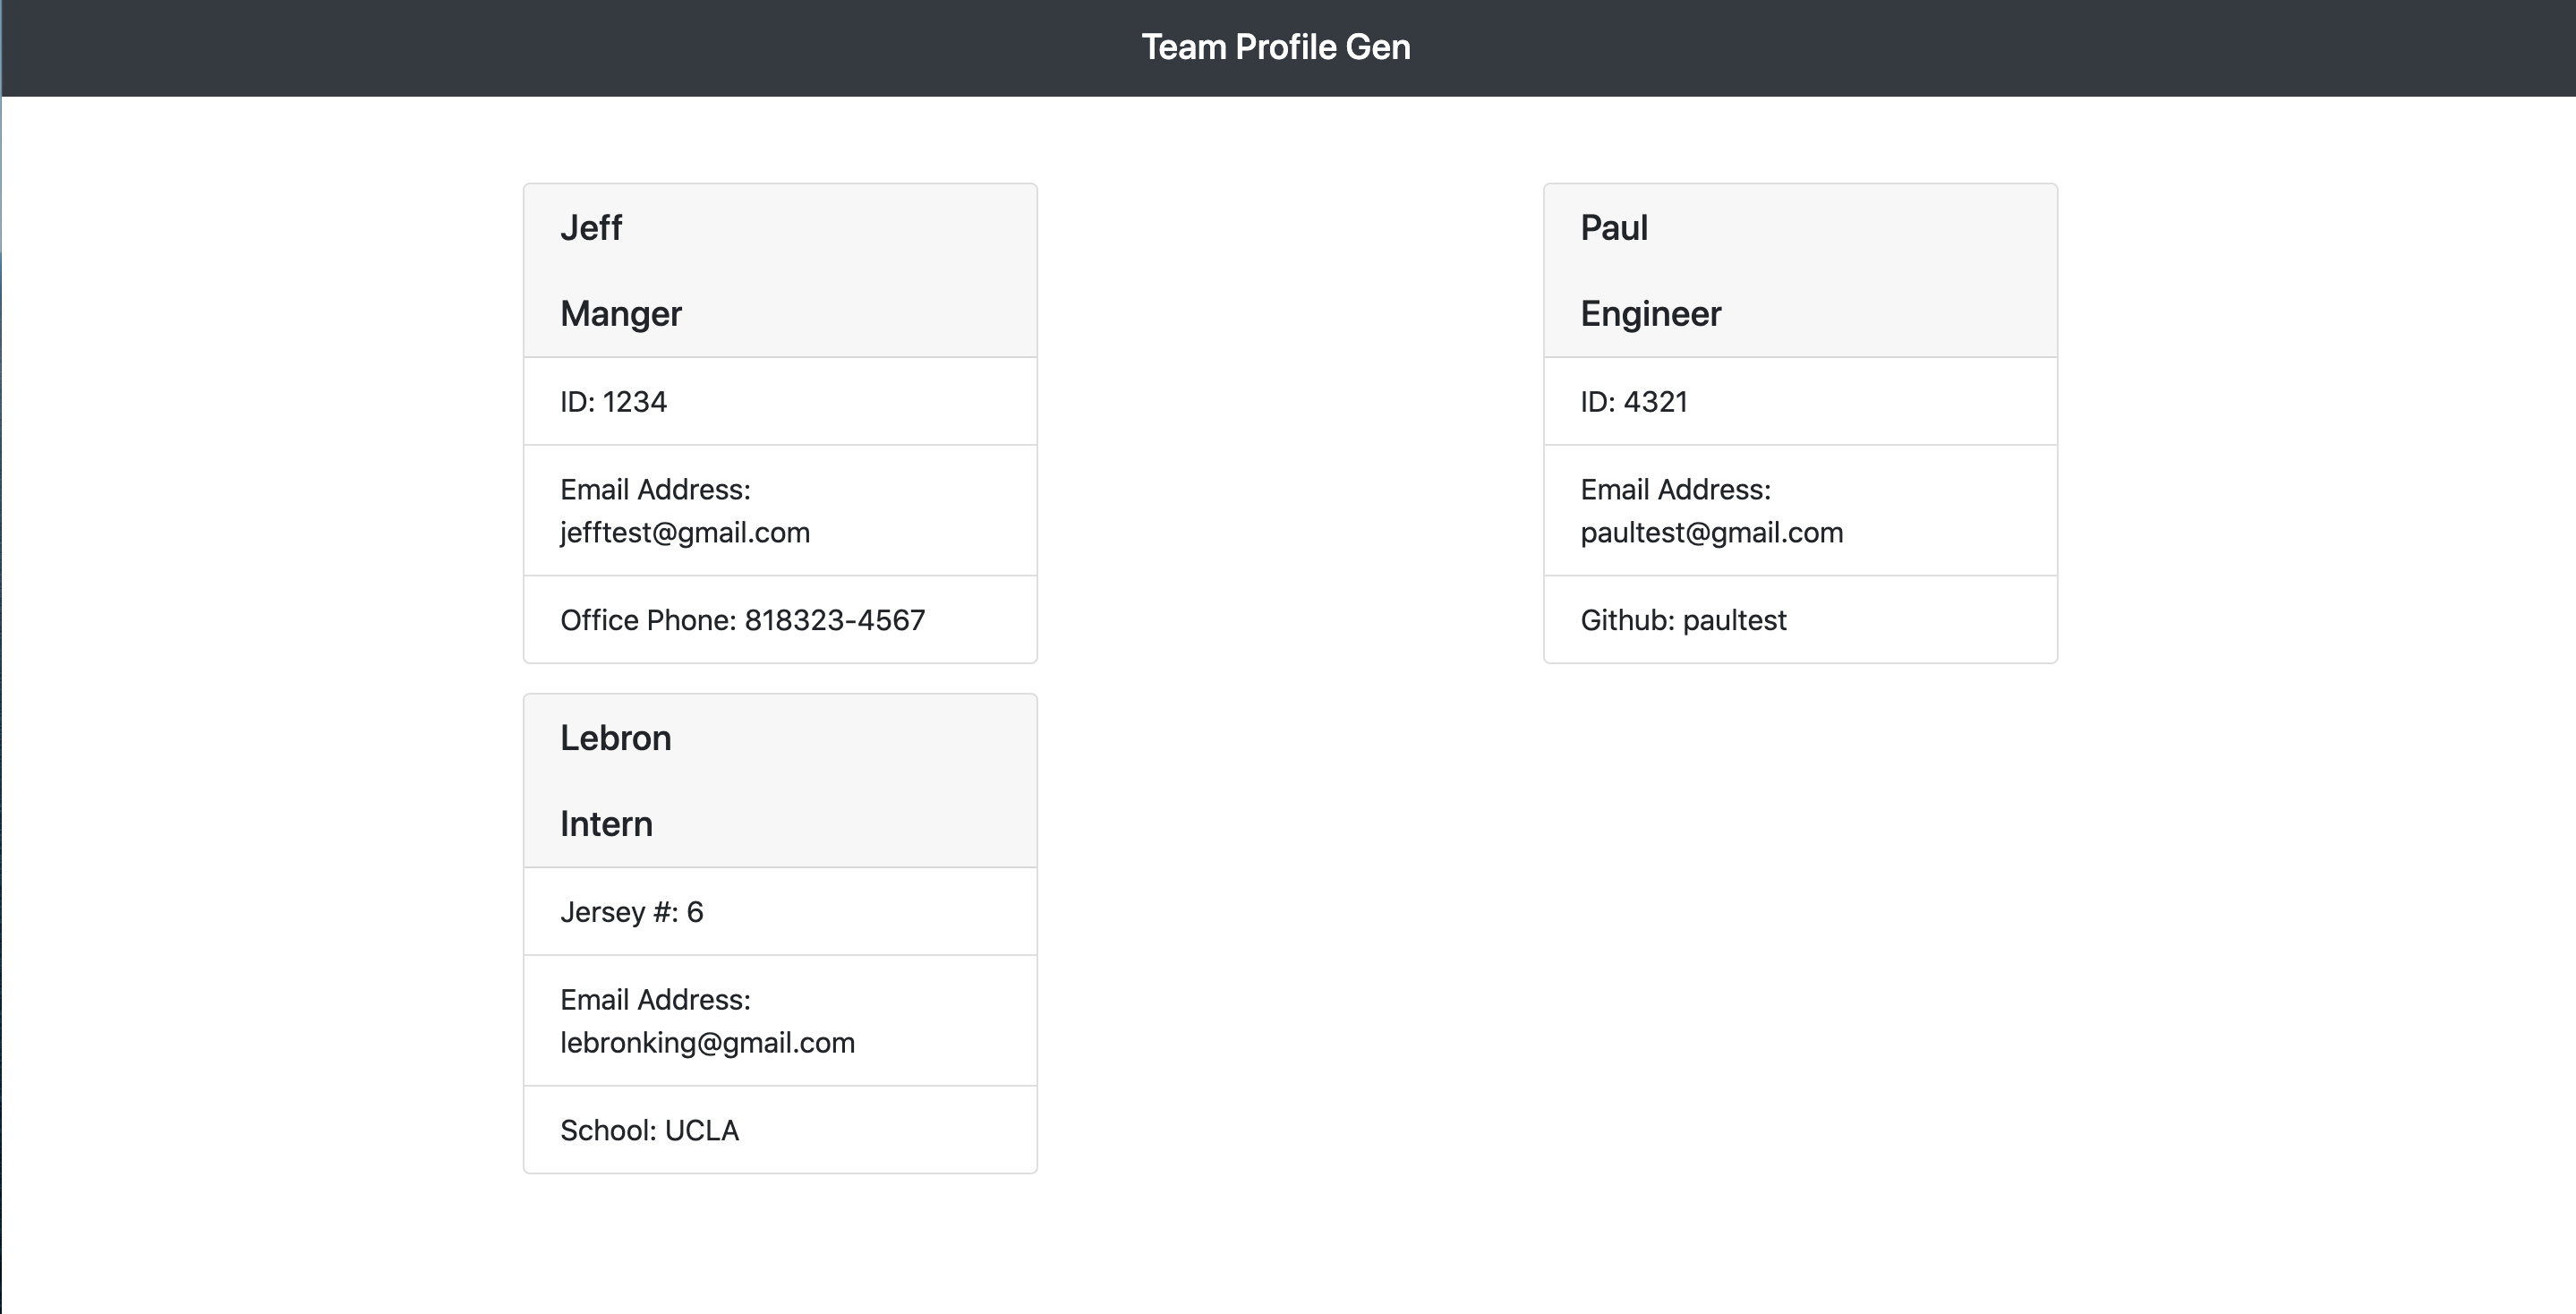 Team Profile Gen
Jeff
Manger
ID: 1234
Email Address:
jefftest@gmail.com
Office Phone: 818323-4567
Paul
Engineer
ID: 4321
Email Address:
paultest@gmail.com
Github: paultest
Lebron
Intern
Jersey #: 6
Email Address:
lebronking@gmail.com
School: UCLA